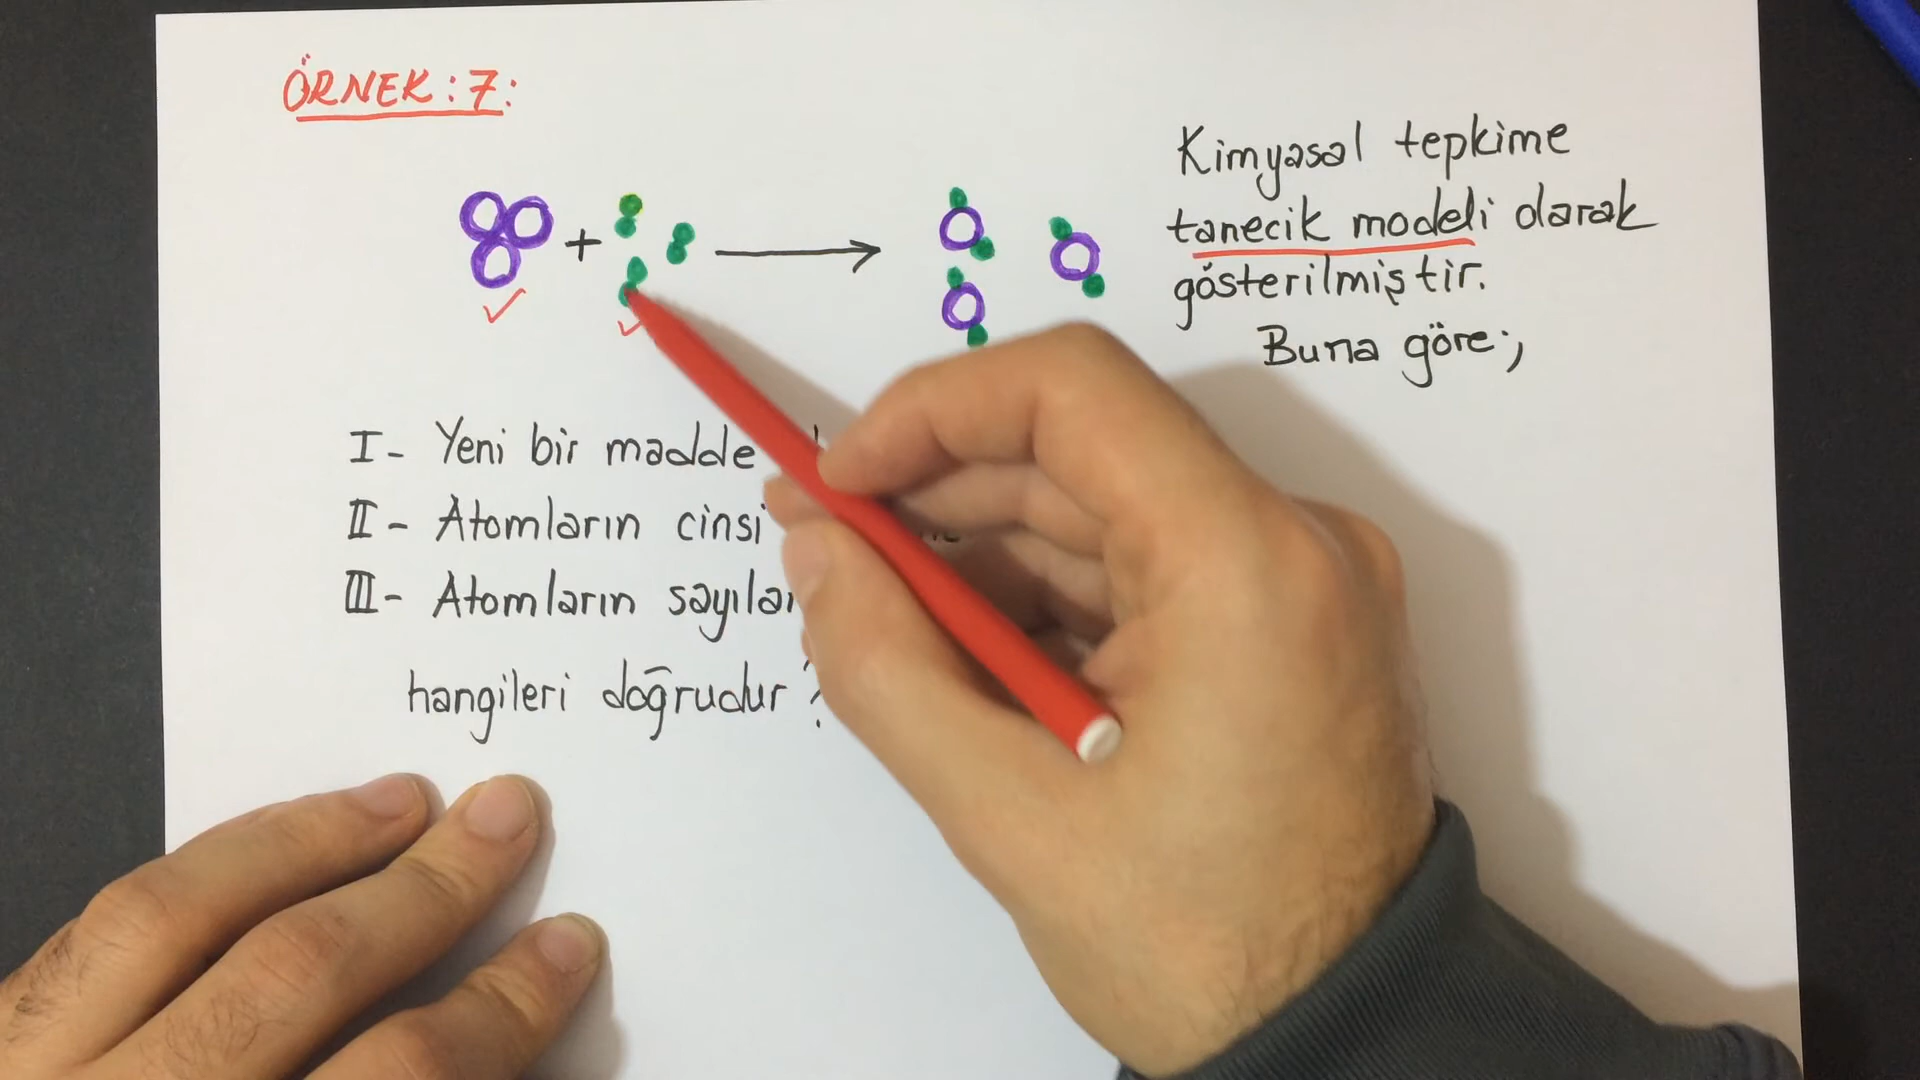 ÖRNEK:7:
Kimyasal tepkime
tanecik modeli olarak
gösterilmiştir.
Buna göre;
+
I- Yeni bir madde
II- Atomların cinsi
III- Atomların
hangileri doğrudur?